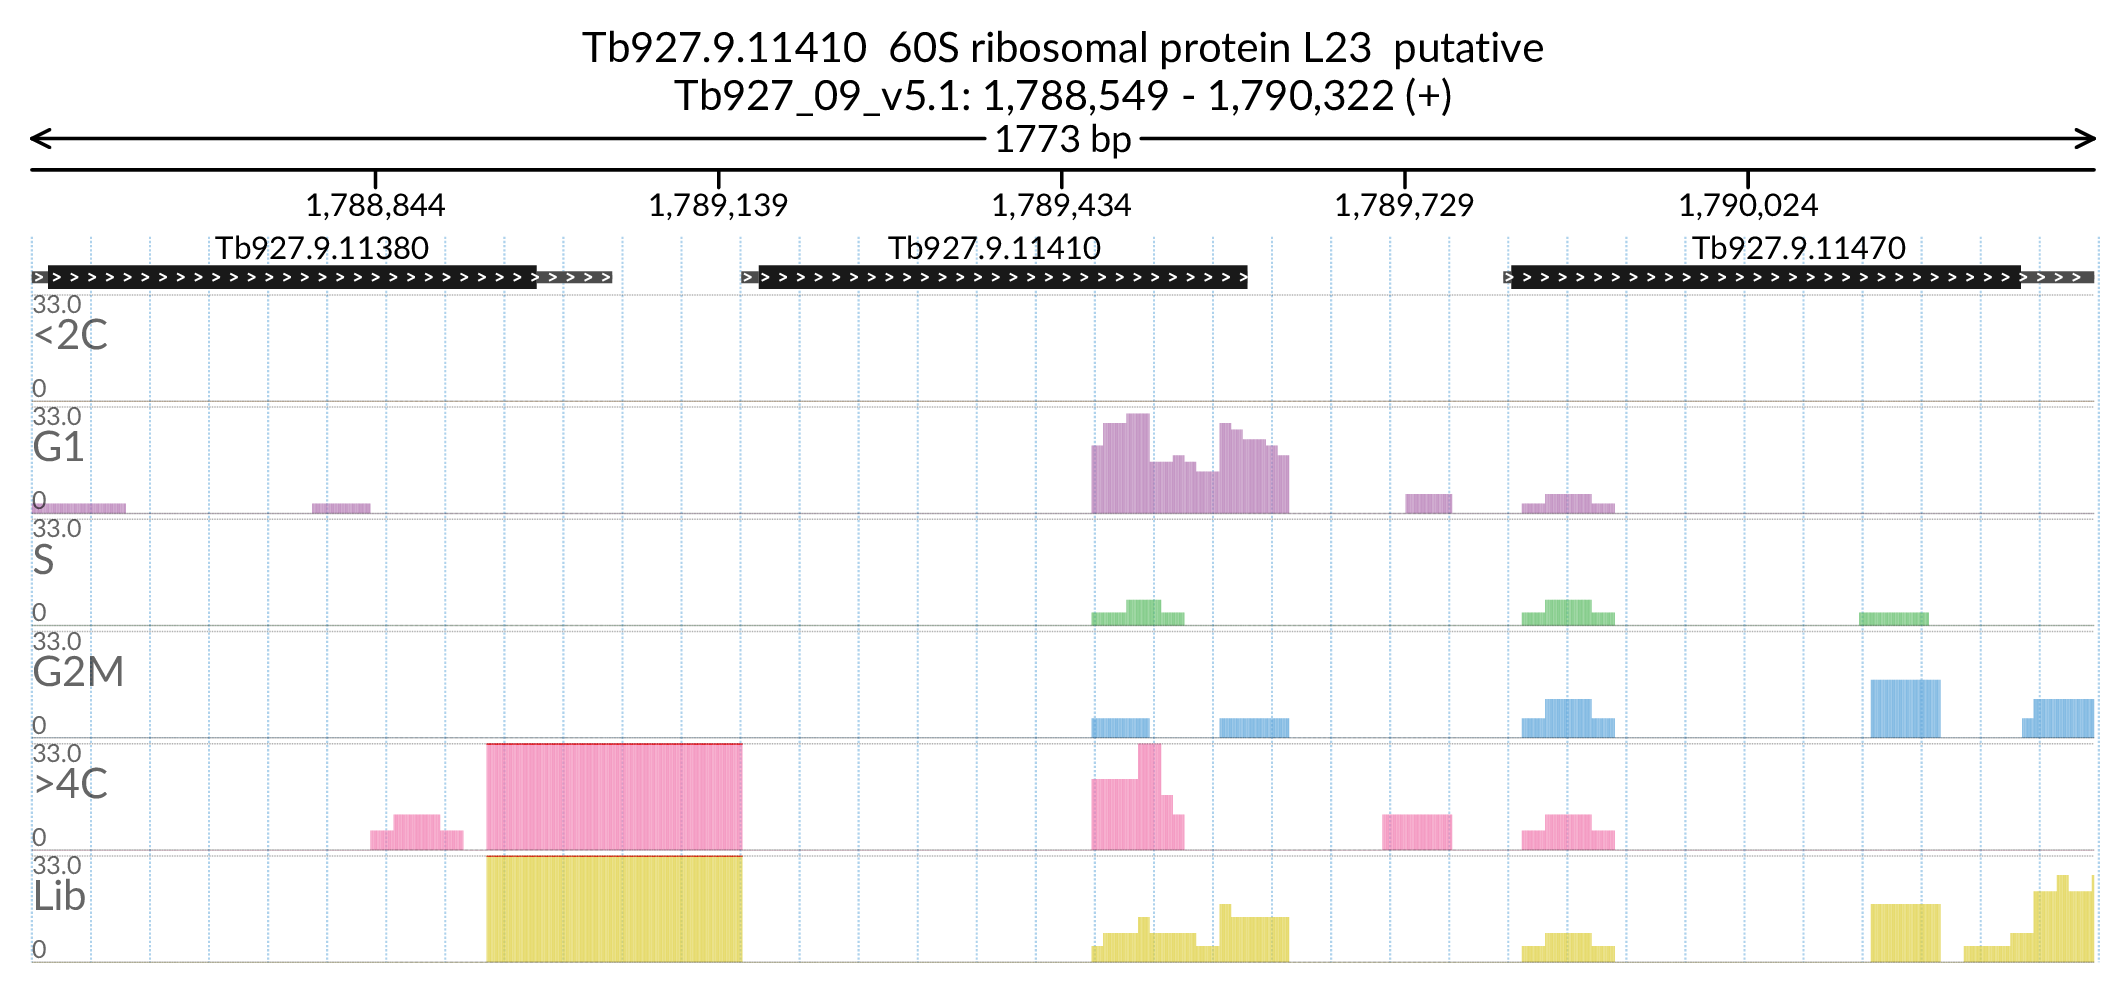 Tb927.9.11410  60S ribosomal protein L23  putative
Tb927_09_v5.1: 1,788,549 - 1,790,322 (+)
1773 bp
1,788,844 1,789,139 1,789,434 1,789,729 1,790,024
Tb927.9.11380 Tb927.9.11410 Tb927.9.11470
33.0
<2C
0
33.0
G1
0
33.0
S
0
33.0
G2M
0
33.0
>4C
0
33.0
Lib
0